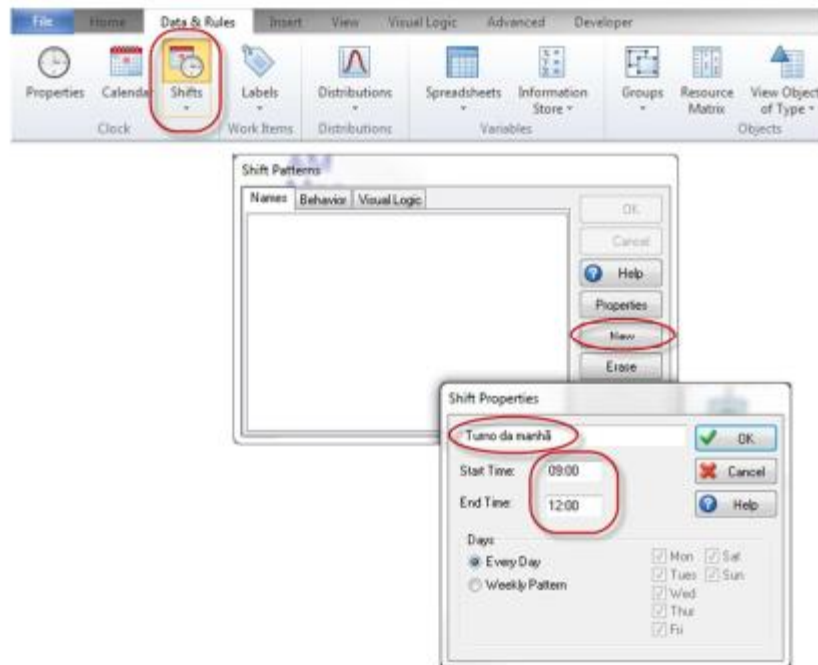 File Home Data & Rules Insert View Visual Logic Advanced Developer
Properties Calendar Shifts Labels Distributions Spreadsheets Information Store Groups Resource Matrix View Object of Type
Clock Work Items Distributions Variables Objects
Shift Patterns
Names Behavior Visual Logic
OK
Cancel
Help
Properties
New
Erase
Shift Properties
Turno da manhã
OK
Start Time: 09:00
Cancel
End Time: 12:00
Help
Days
Every Day
Weekly Pattern
Mon Sat
Tues Sun
Wed
Thur
Fri